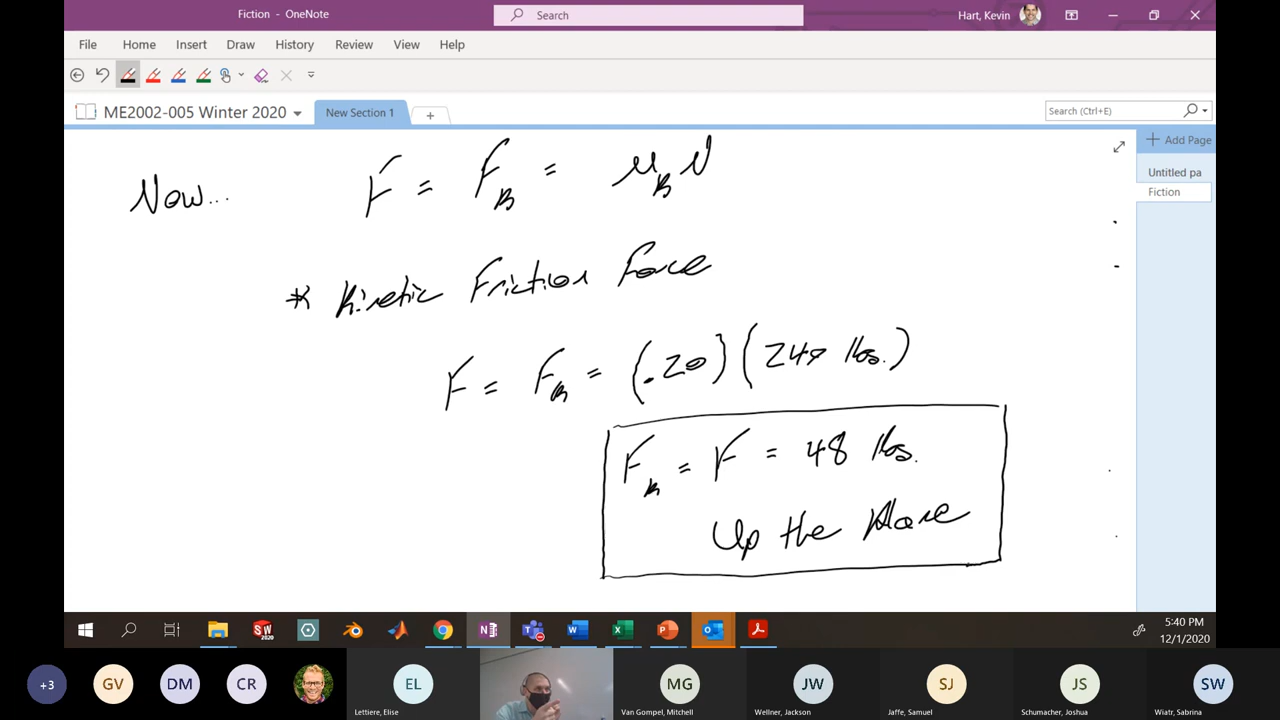 Fiction - OneNote
Search
Hart, Kevin
File Home Insert Draw History Review View Help
ME2002-005 Winter 2020
New Section 1
+
Search (Ctrl+E)
+ Add Page
Untitled pa
Fiction
Now... F = F_k = μ_k N
* Kinetic Friction Force
F = F_k = (.20)(240 lbs.)
F_k = F = 48 lbs.
Up the Plane
5:40 PM
12/1/2020
+3 GV DM CR EL MG JW SJ JS SW
Lettiere, Elise Van Gompel, Mitchell Wellner, Jackson Jaffe, Samuel Schumacher, Joshua Wiatr, Sabrina